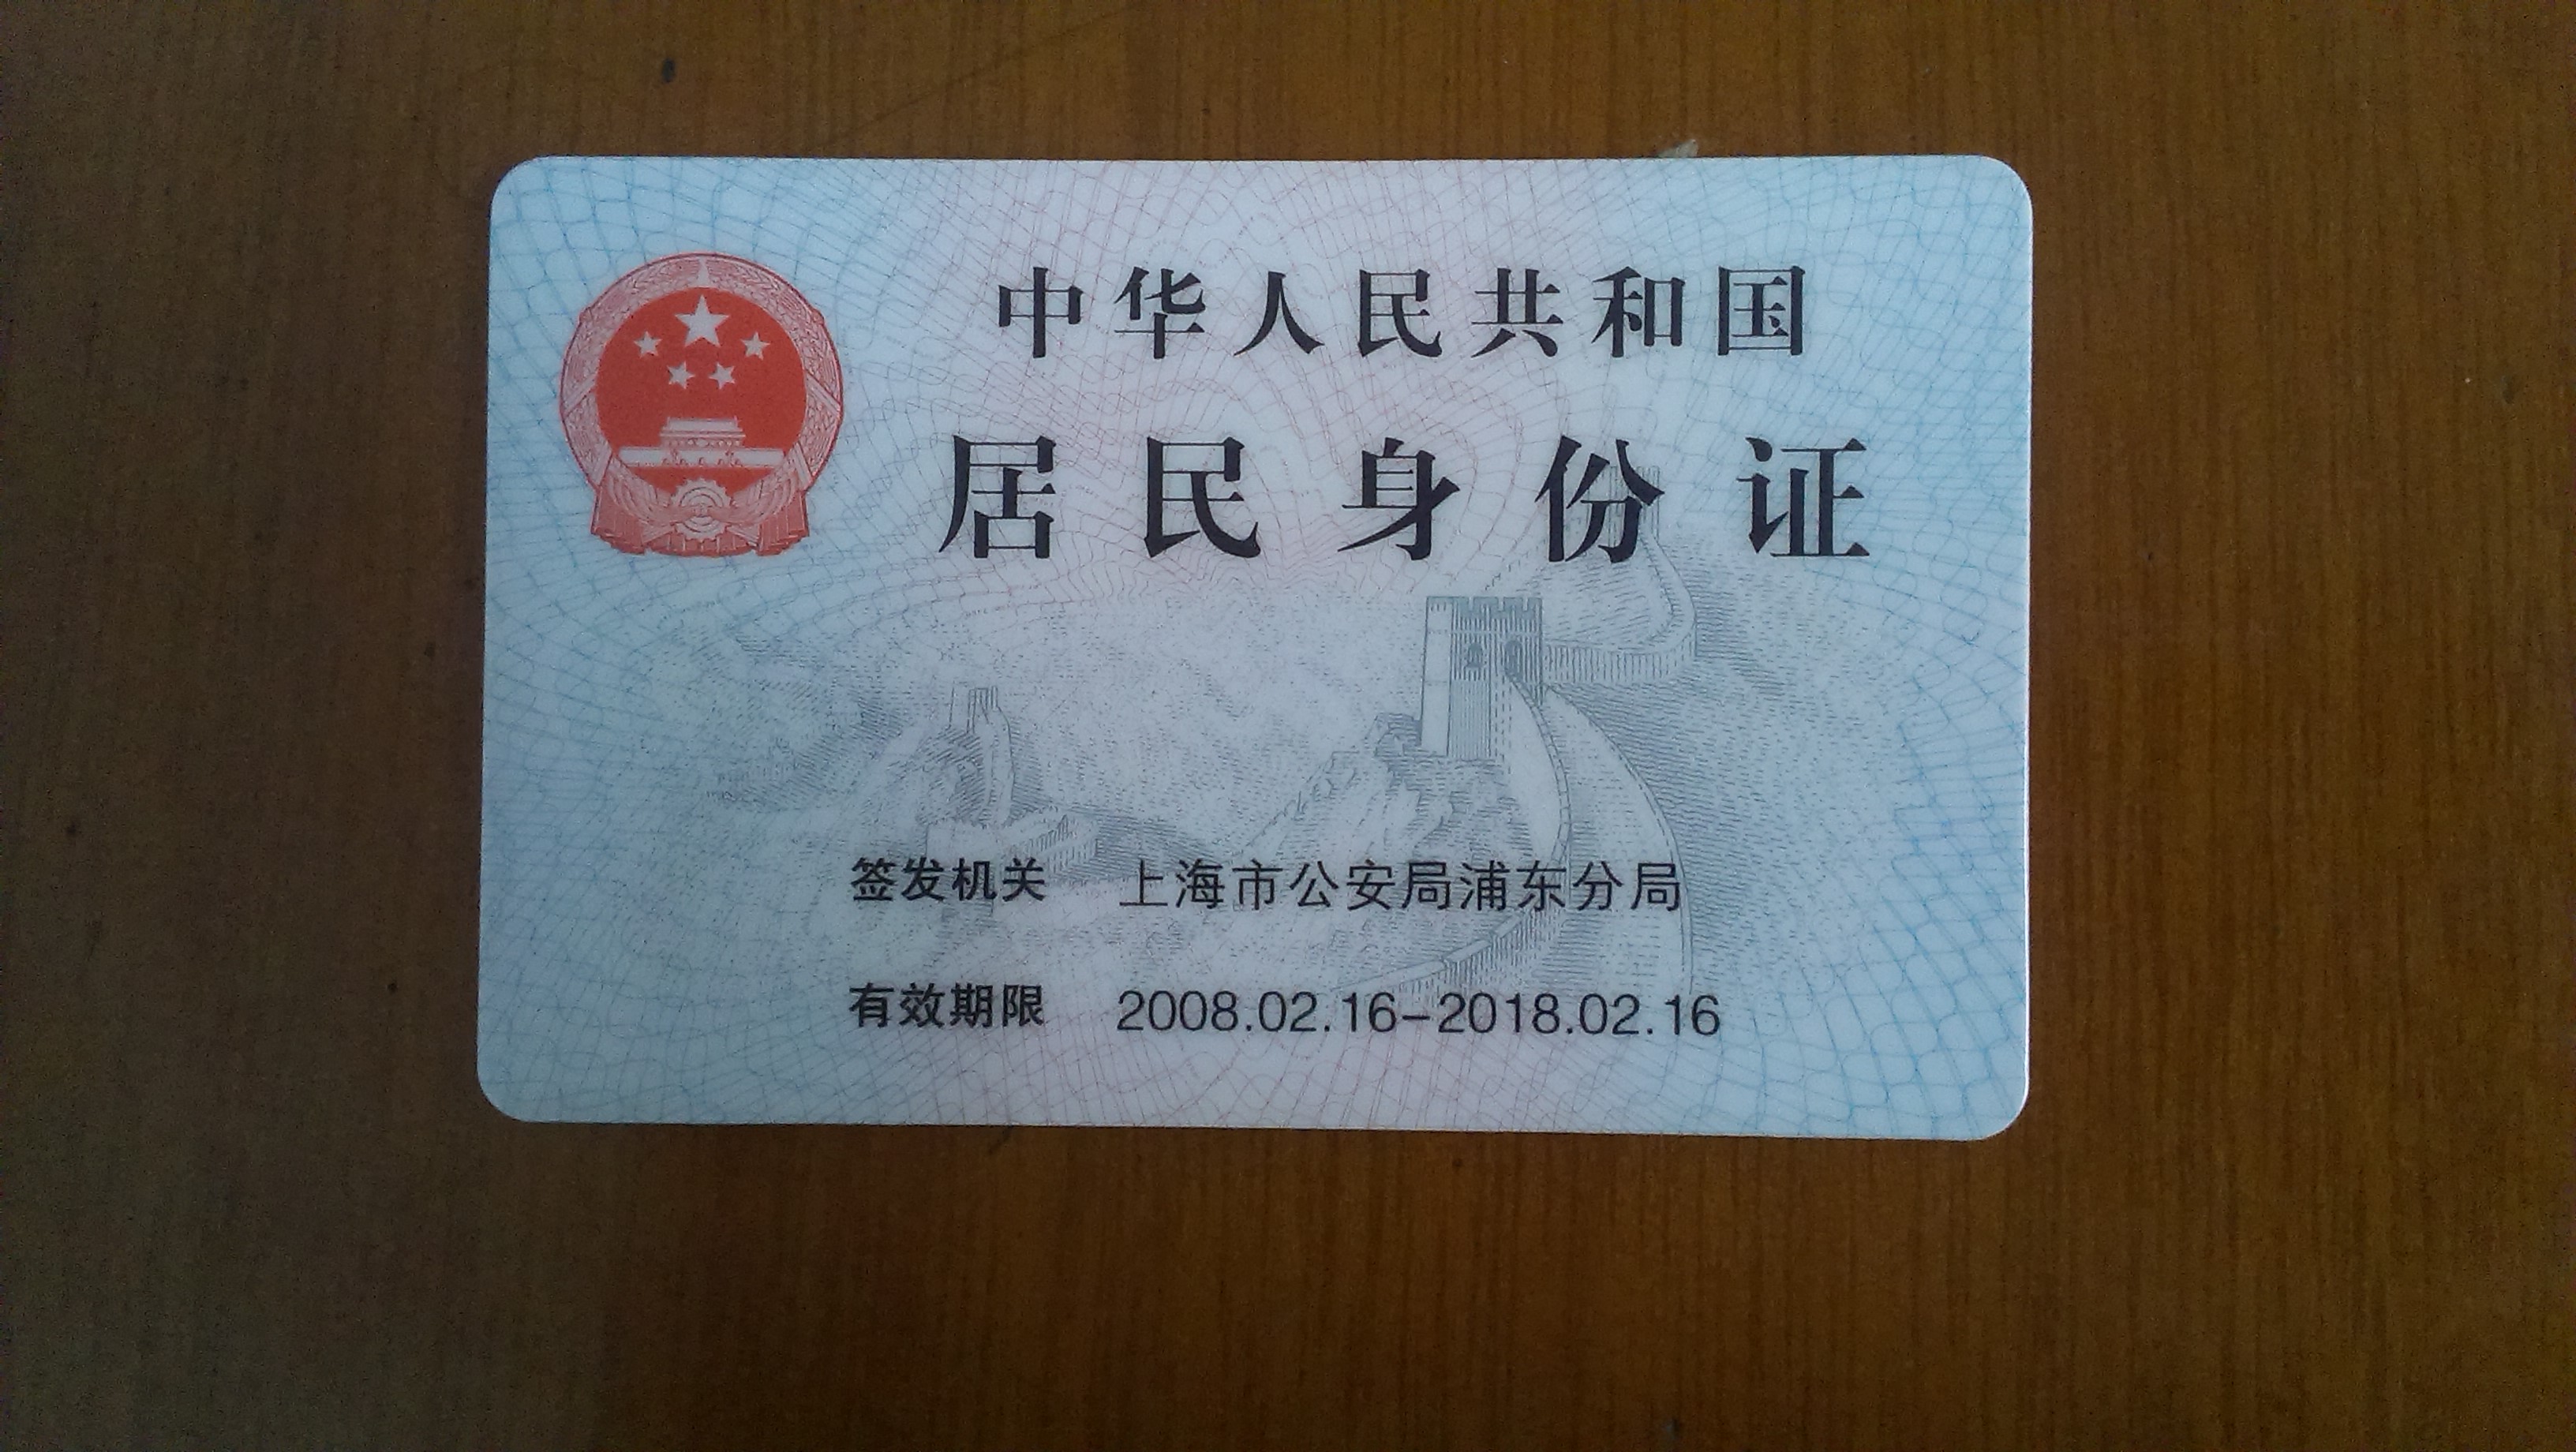 中华人民共和国
居民身份证
签发机关 上海市公安局浦东分局
有效期限 2008.02.16-2018.02.16